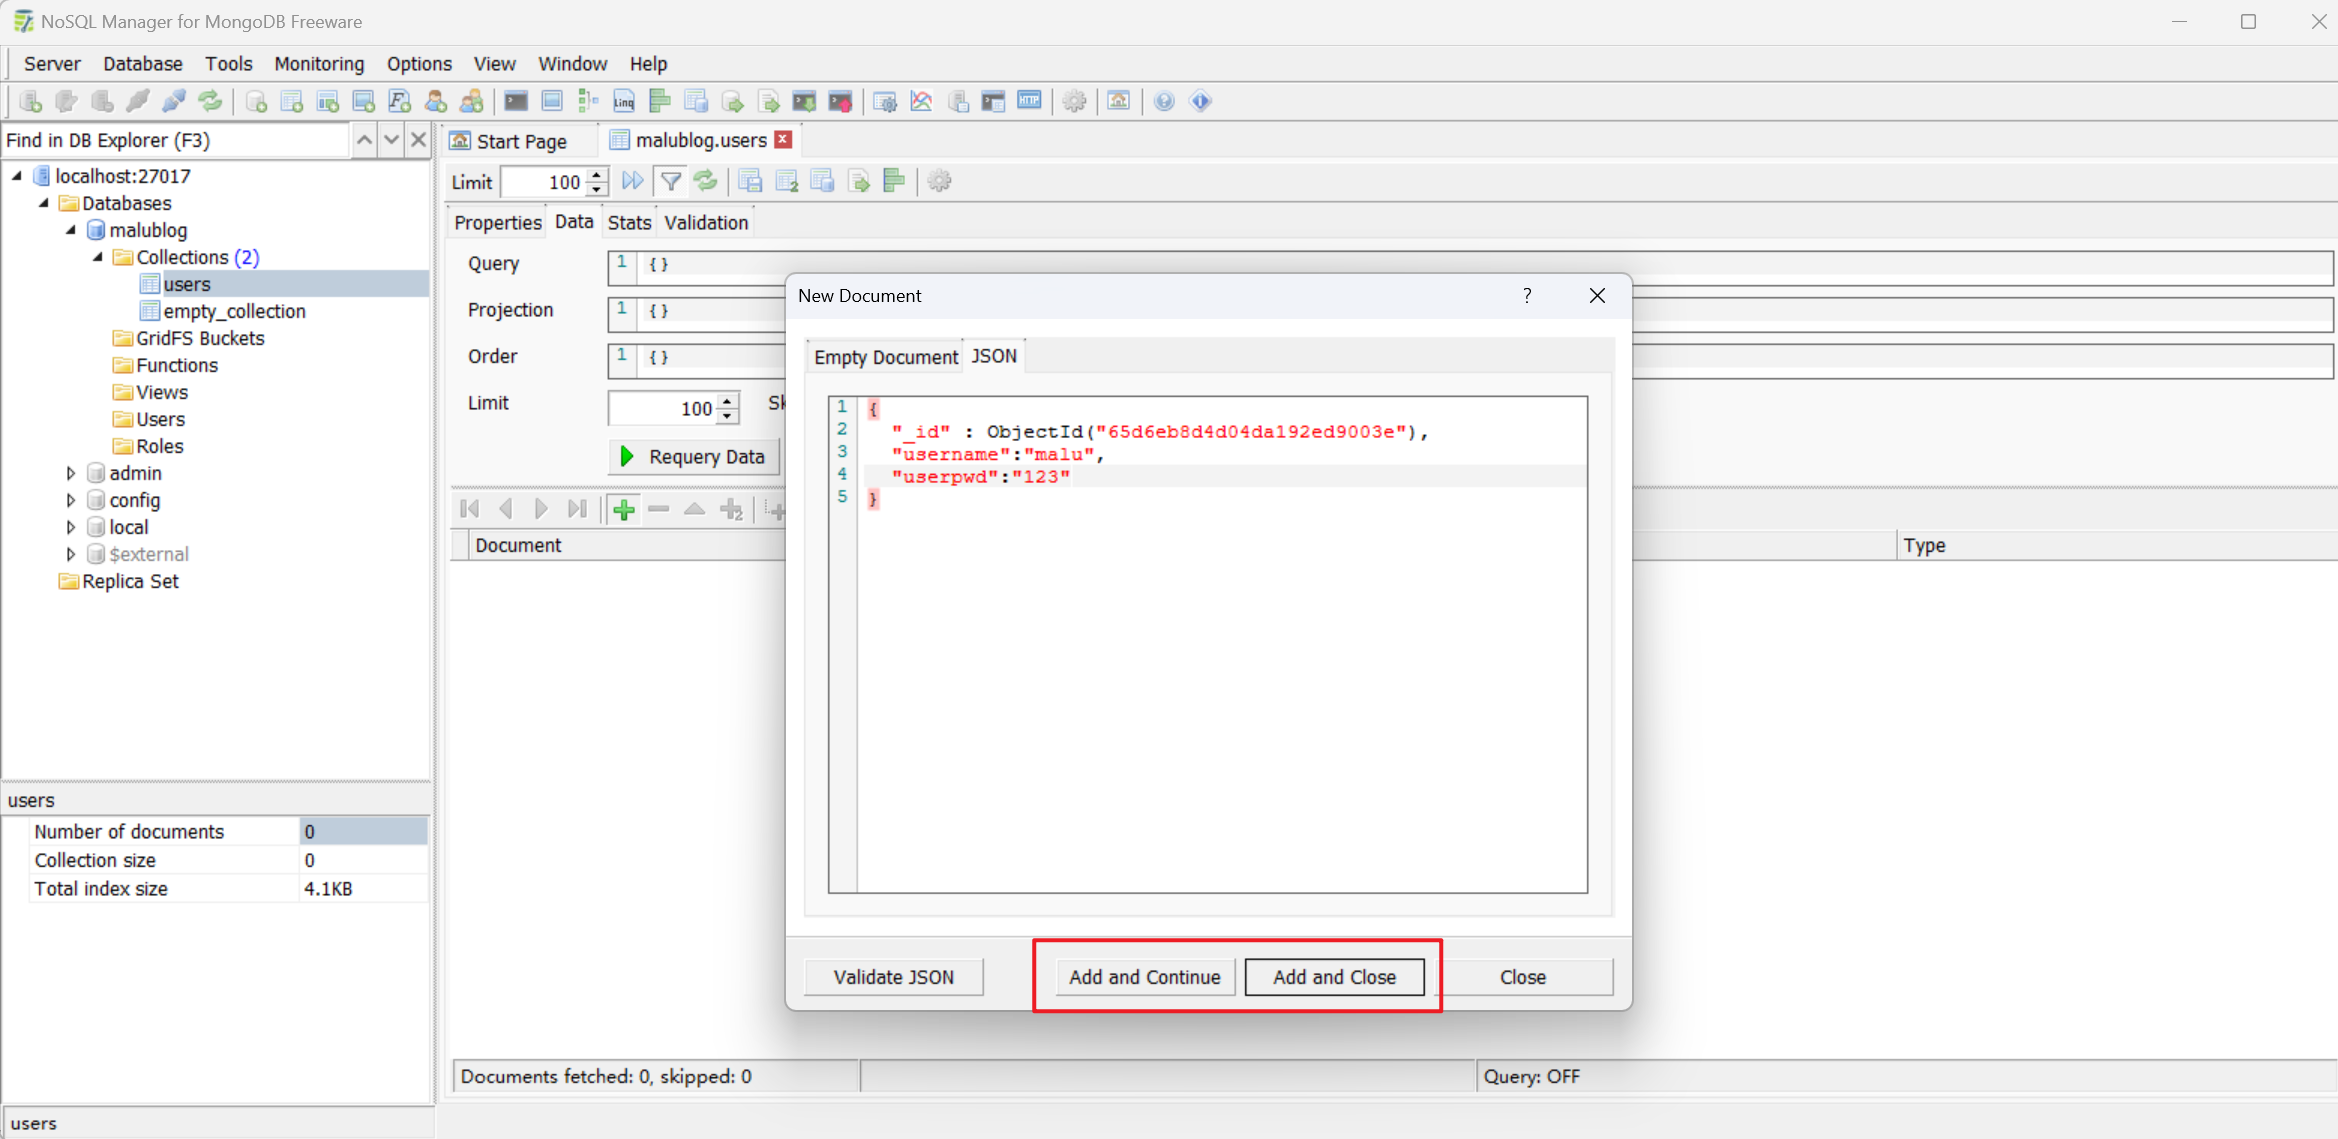 NoSQL Manager for MongoDB Freeware
Server Database Tools Monitoring Options View Window Help
Linq
HTTP
Find in DB Explorer (F3)
localhost:27017
Databases
malublog
Collections (2)
users
empty_collection
GridFS Buckets
Functions
Views
Users
Roles
admin
config
local
$external
Replica Set
users
Number of documents 0
Collection size 0
Total index size 4.1KB
users
Start Page malublog.users
Limit 100
Properties Data Stats Validation
Query 1 {}
Projection 1 {}
Order 1 {}
Limit 100 Sk
Requery Data
Document Type
New Document ?
Empty Document JSON
1 {
2 "_id" : ObjectId("65d6eb8d4d04da192ed9003e"),
3 "username":"malu",
4 "userpwd":"123"
5 }
Validate JSON Add and Continue Add and Close Close
Documents fetched: 0, skipped: 0 Query: OFF